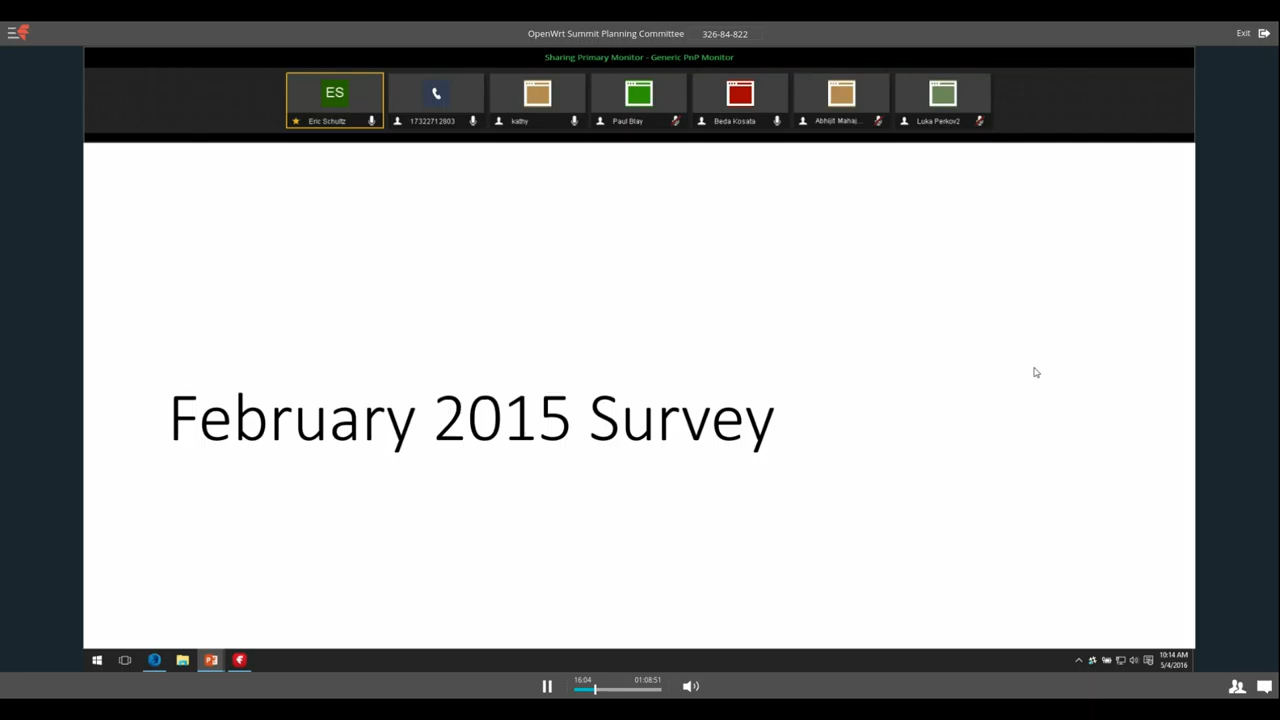 OpenWrt Summit Planning Committee 326-84-822
Exit
Sharing Primary Monitor - Generic PnP Monitor
ES
Eric Schultz
17322712803
kathy
Paul Blay
Beda Kosata
Abhijit Mahaj...
Luka Perkov2
February 2015 Survey
10:14 AM
5/4/2016
16:04
01:08:51